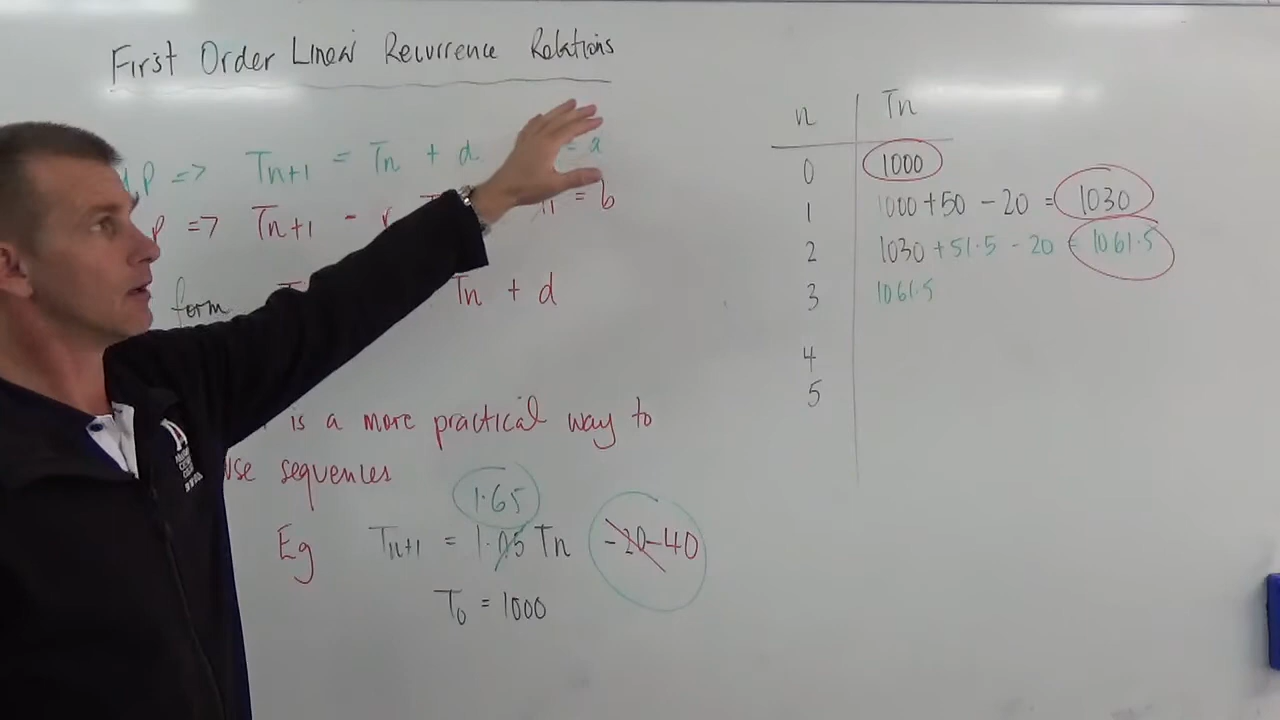 First Order Linear Recurrence Relations
P => Tn+1 = Tn + d = a
P => Tn+1 = b
form Tn + d
is a more practical way to
use sequences
1.65
Eg Tn+1 = 1.05 Tn -20 -40
T0 = 1000
n Tn
0 1000
1 1000 + 50 - 20 = 1030
2 1030 + 51.5 - 20 = 1061.5
3 1061.5
4
5